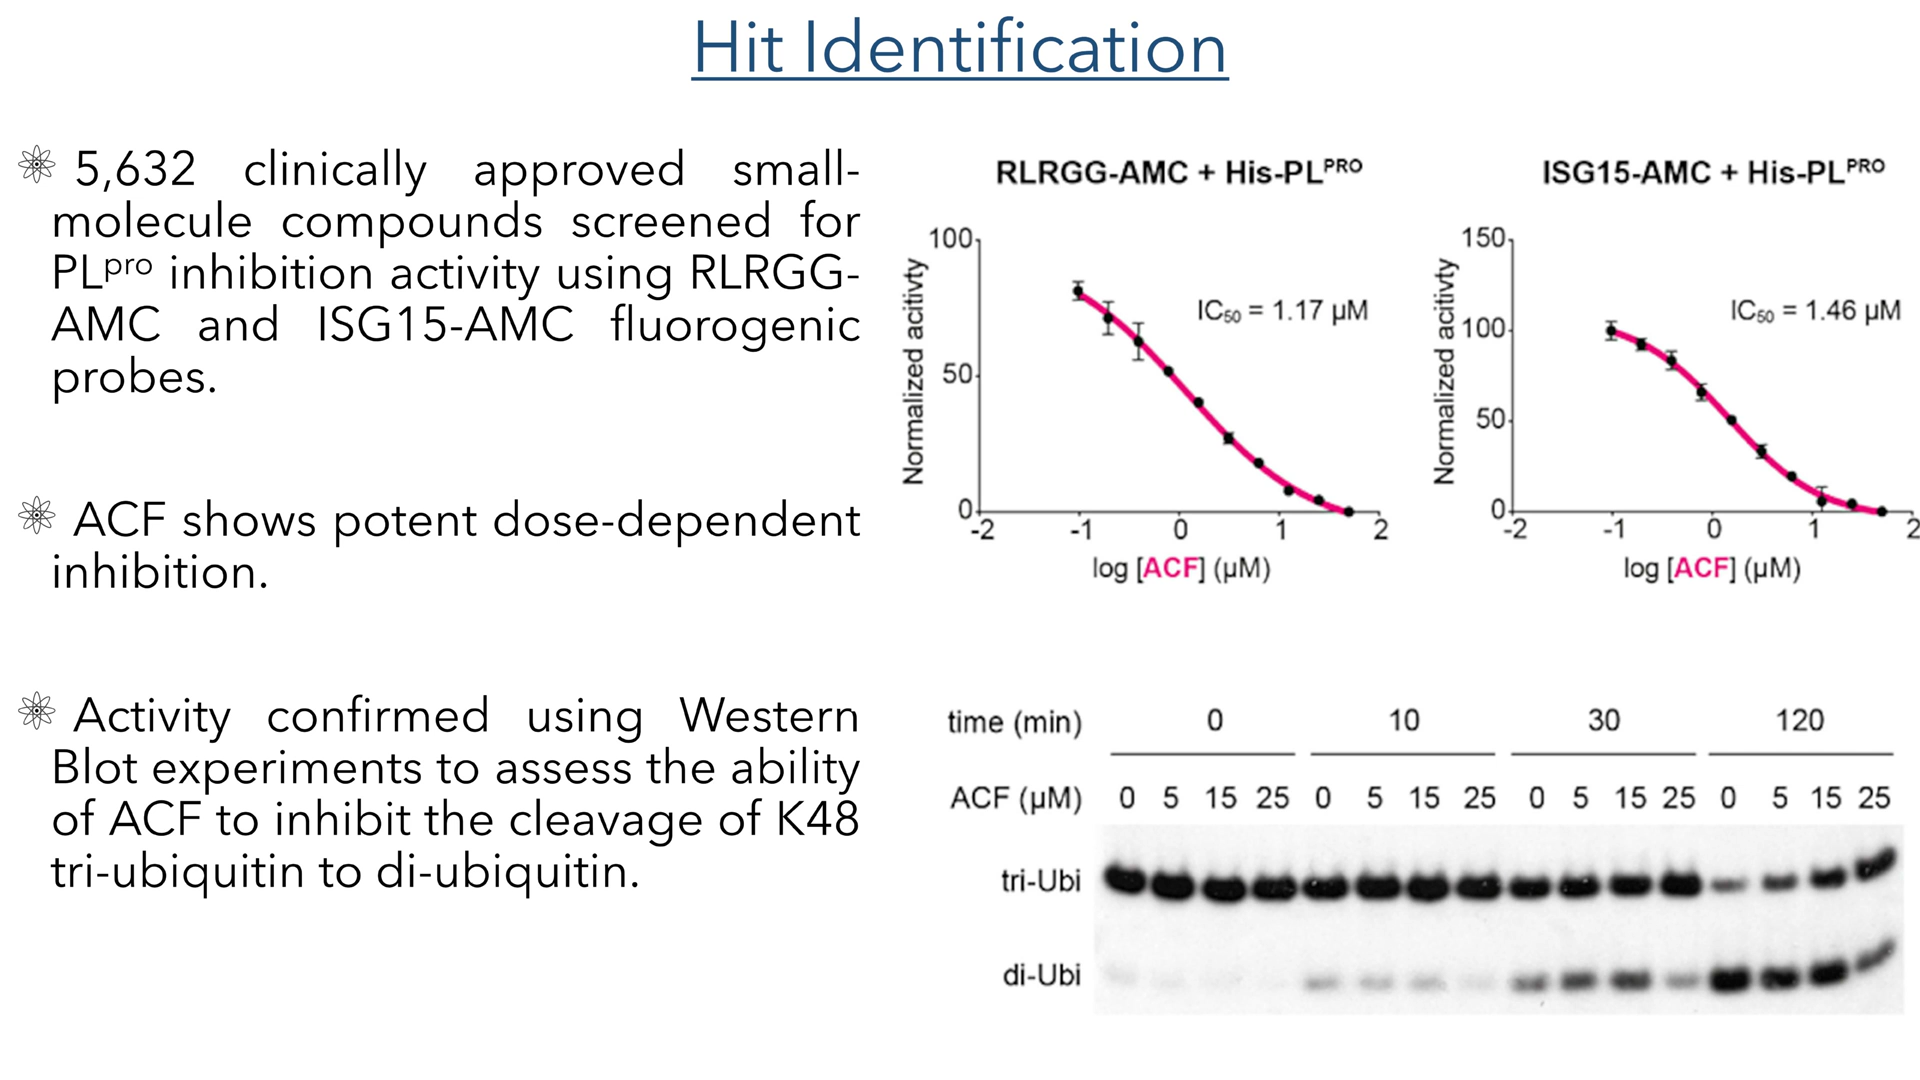 Hit Identification
5,632 clinically approved small-
molecule compounds screened for
PLᵖʳᵒ inhibition activity using RLRGG-
AMC and ISG15-AMC fluorogenic
probes.
ACF shows potent dose-dependent
inhibition.
Activity confirmed using Western
Blot experiments to assess the ability
of ACF to inhibit the cleavage of K48
tri-ubiquitin to di-ubiquitin.
RLRGG-AMC + His-PLᴾᴿᴼ
100
50
0
Normalized acitivty
IC₅₀ = 1.17 µM
-2 -1 0 1 2
log [ACF] (µM)
ISG15-AMC + His-PLᴾᴿᴼ
150
100
50
0
Normalized acitivty
IC₅₀ = 1.46 µM
-2 -1 0 1 2
log [ACF] (µM)
time (min) 0 10 30 120
ACF (µM) 0 5 15 25 0 5 15 25 0 5 15 25 0 5 15 25
tri-Ubi
di-Ubi